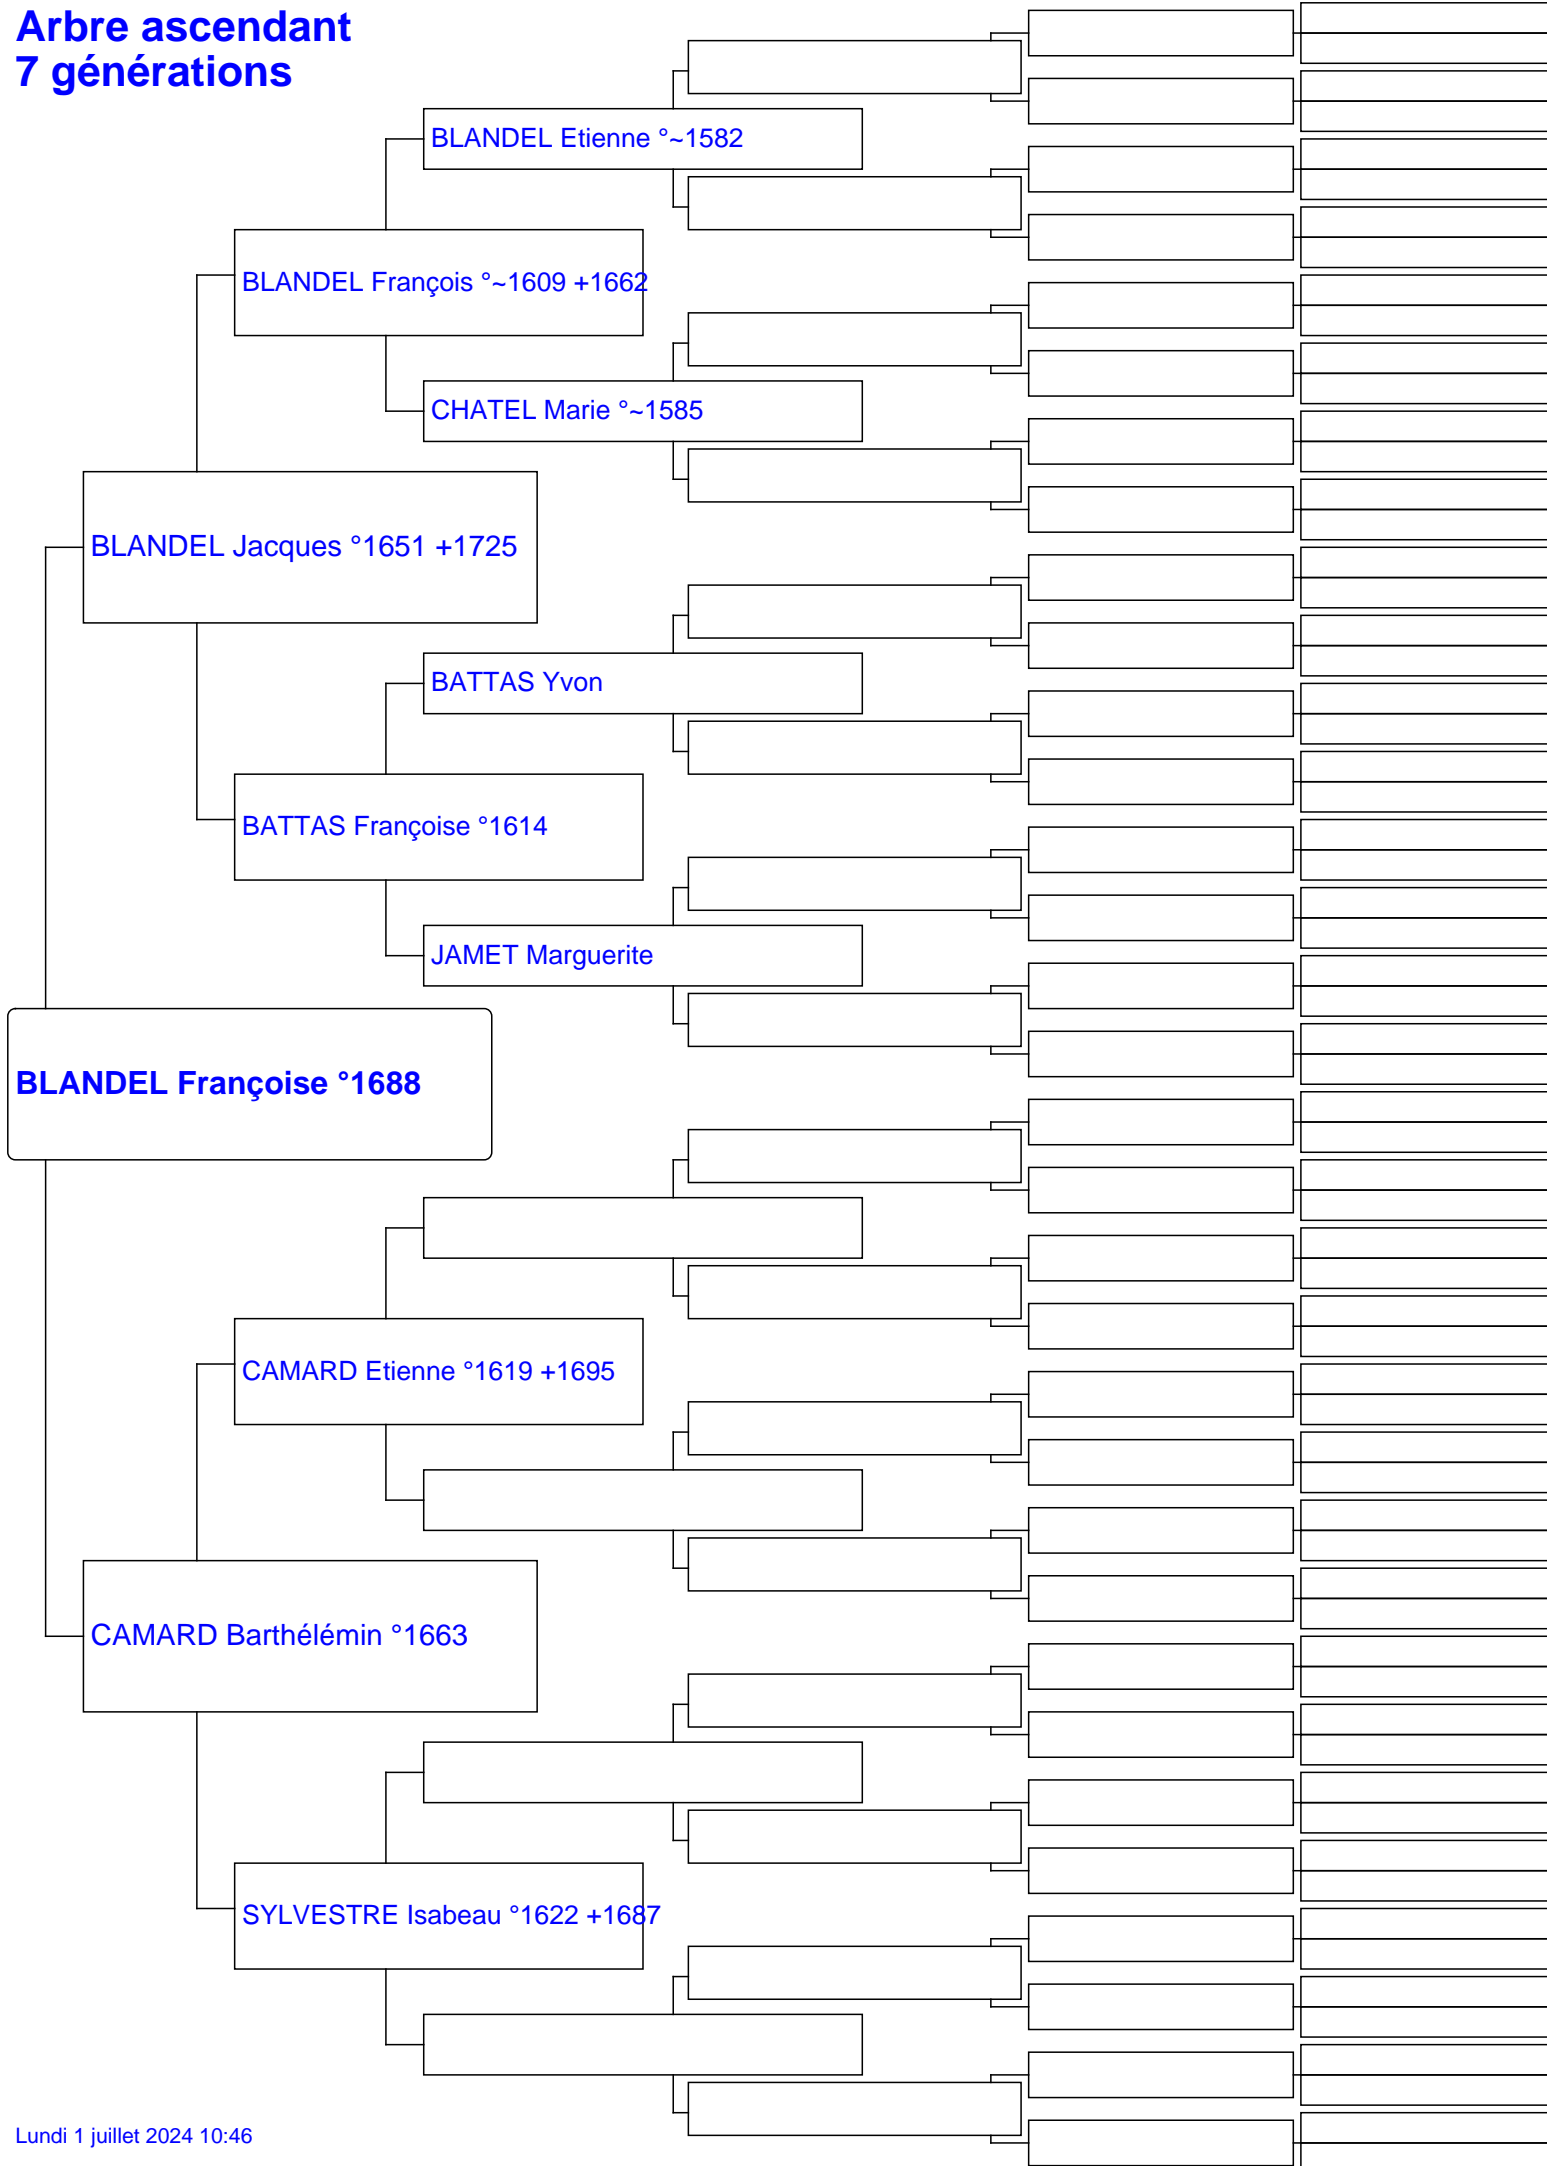 Arbre ascendant
7 générations
BLANDEL Etienne °~1582
BLANDEL François °~1609 +1662
CHATEL Marie °~1585
BLANDEL Jacques °1651 +1725
BATTAS Yvon
BATTAS Françoise °1614
JAMET Marguerite
BLANDEL Françoise °1688
CAMARD Etienne °1619 +1695
CAMARD Barthélémin °1663
SYLVESTRE Isabeau °1622 +1687
Lundi 1 juillet 2024 10:46